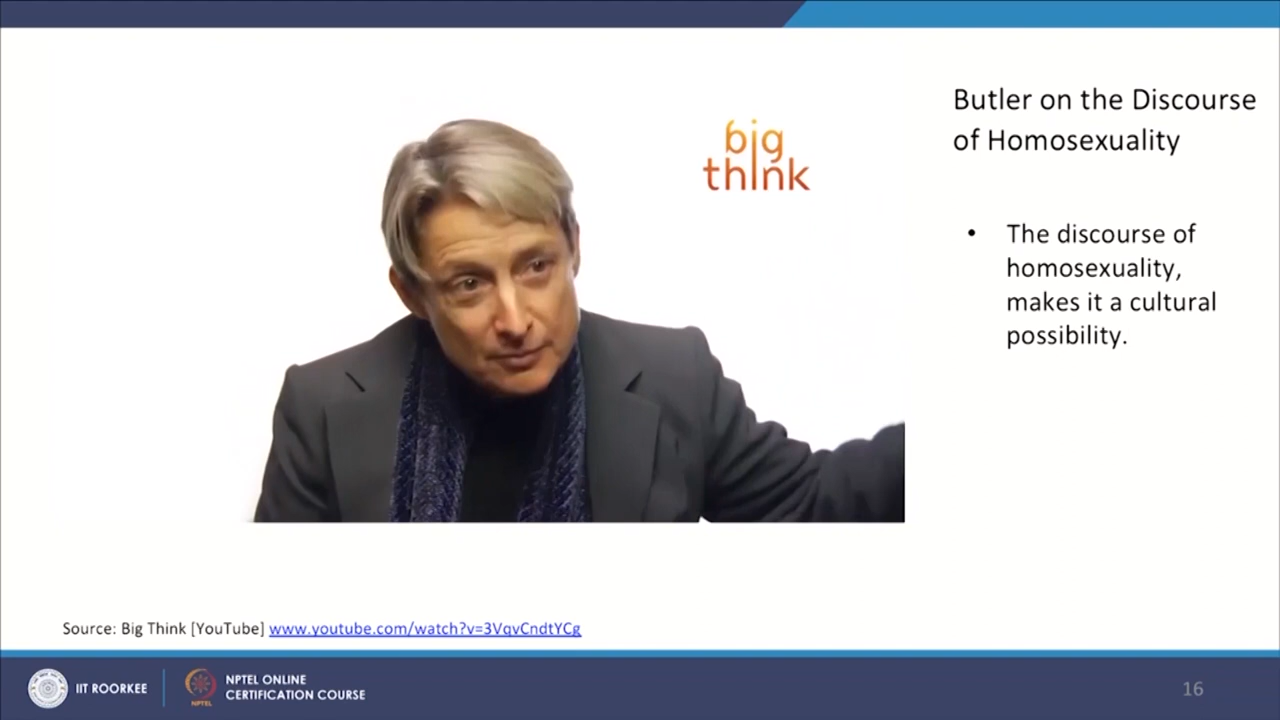 big
think
Butler on the Discourse
of Homosexuality
• The discourse of
homosexuality,
makes it a cultural
possibility.
Source: Big Think [YouTube] www.youtube.com/watch?v=3VqvCndtYCg
IIT ROORKEE
NPTEL
NPTEL ONLINE
CERTIFICATION COURSE
16